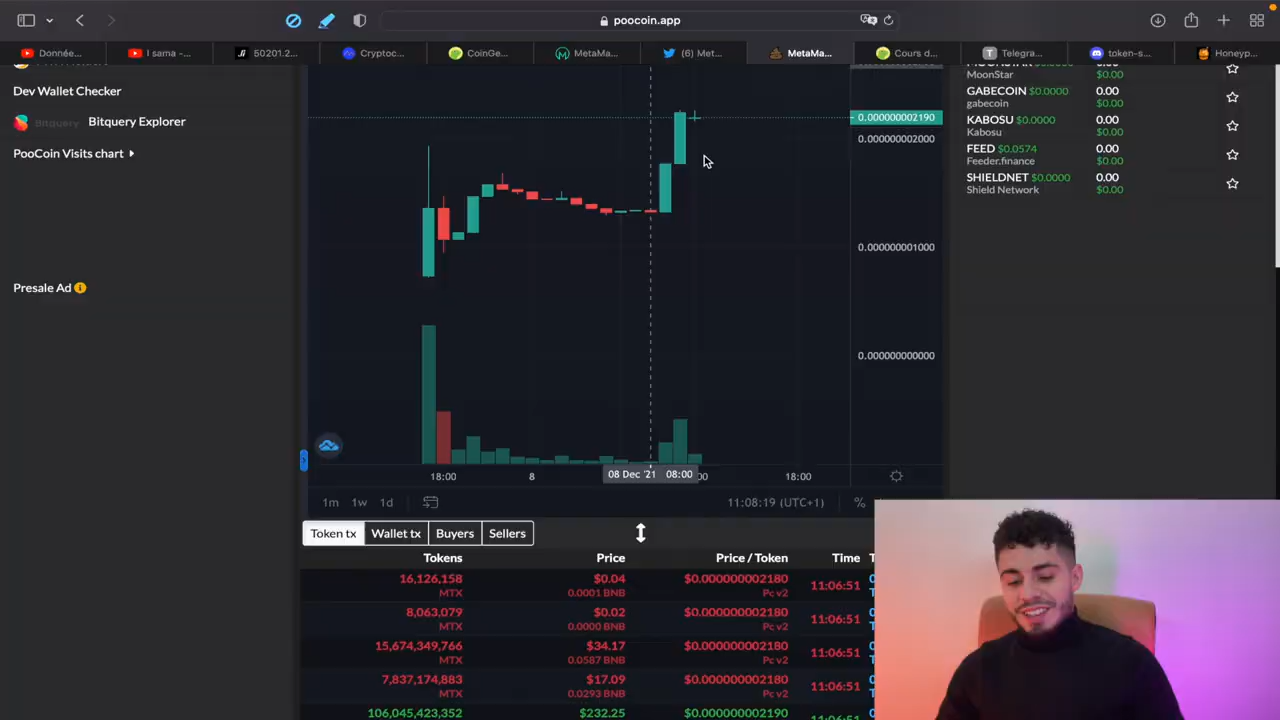 poocoin.app
Donnée...
I sama -...
50201.2...
Cryptoc...
CoinGe...
MetaMa...
(6) Met...
MetaMa...
Cours d...
Telegra...
token-s...
Honeyp...
Dev Wallet Checker
Bitquery Bitquery Explorer
PooCoin Visits chart
Presale Ad
0.000000002190
0.000000002000
0.000000001000
0.000000000000
18:00
8
08 Dec '21 08:00
18:00
1m 1w 1d
11:08:19 (UTC+1)
%
Token tx Wallet tx Buyers Sellers
Tokens Price Price / Token Time
16,126,158 $0.04 $0.000000002180 11:06:51
MTX 0.0001 BNB Pc v2
8,063,079 $0.02 $0.000000002180 11:06:51
MTX 0.0000 BNB Pc v2
15,674,349,766 $34.17 $0.000000002180 11:06:51
MTX 0.0587 BNB Pc v2
7,837,174,883 $17.09 $0.000000002180 11:06:51
MTX 0.0293 BNB Pc v2
106,045,423,352 $232.25 $0.000000002190
MoonStar $0.00
GABECOIN $0.0000 0.00
gabecoin $0.00
KABOSU $0.0000 0.00
Kabosu $0.00
FEED $0.0574 0.00
Feeder.finance $0.00
SHIELDNET $0.0000 0.00
Shield Network $0.00